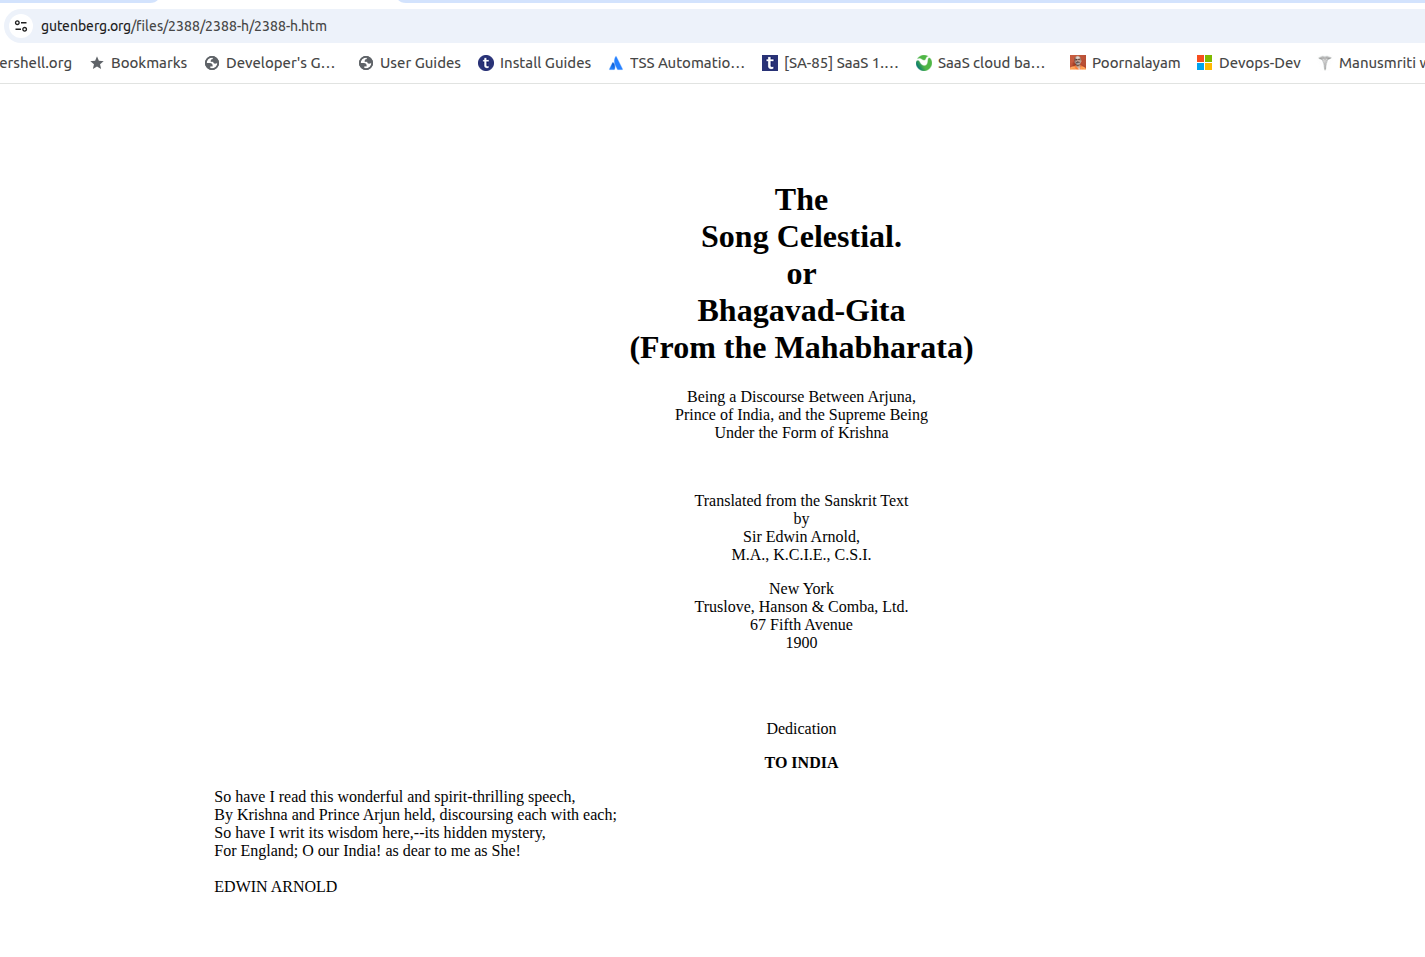 gutenberg.org/files/2388/2388-h/2388-h.htm
ershell.org Bookmarks Developer's G... User Guides Install Guides TSS Automatio... [SA-85] SaaS 1.... SaaS cloud ba... Poornalayam Devops-Dev Manusmriti
The
Song Celestial.
or
Bhagavad-Gita
(From the Mahabharata)
Being a Discourse Between Arjuna,
Prince of India, and the Supreme Being
Under the Form of Krishna
Translated from the Sanskrit Text
by
Sir Edwin Arnold,
M.A., K.C.I.E., C.S.I.
New York
Truslove, Hanson & Comba, Ltd.
67 Fifth Avenue
1900
Dedication
TO INDIA
So have I read this wonderful and spirit-thrilling speech,
By Krishna and Prince Arjun held, discoursing each with each;
So have I writ its wisdom here,--its hidden mystery,
For England; O our India! as dear to me as She!
EDWIN ARNOLD